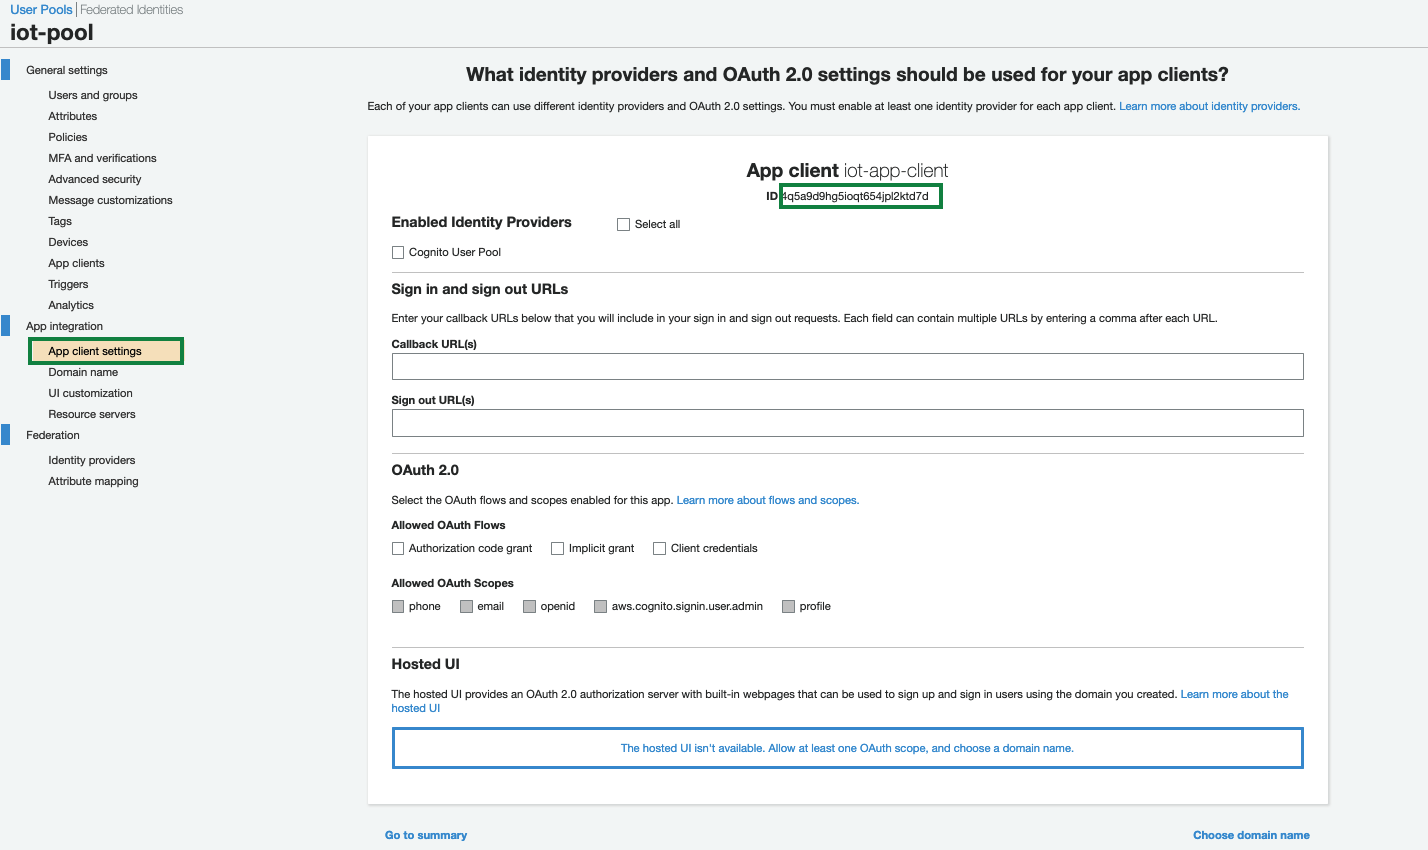 User Pools | Federated Identities
iot-pool
General settings
Users and groups
Attributes
Policies
MFA and verifications
Advanced security
Message customizations
Tags
Devices
App clients
Triggers
Analytics
App integration
App client settings
Domain name
UI customization
Resource servers
Federation
Identity providers
Attribute mapping
What identity providers and OAuth 2.0 settings should be used for your app clients?
Each of your app clients can use different identity providers and OAuth 2.0 settings. You must enable at least one identity provider for each app client. Learn more about identity providers.
App client iot-app-client
ID 4q5a9d9hg5ioqt654jpl2ktd7d
Enabled Identity Providers Select all
Cognito User Pool
Sign in and sign out URLs
Enter your callback URLs below that you will include in your sign in and sign out requests. Each field can contain multiple URLs by entering a comma after each URL.
Callback URL(s)
Sign out URL(s)
OAuth 2.0
Select the OAuth flows and scopes enabled for this app. Learn more about flows and scopes.
Allowed OAuth Flows
Authorization code grant Implicit grant Client credentials
Allowed OAuth Scopes
phone email openid aws.cognito.signin.user.admin profile
Hosted UI
The hosted UI provides an OAuth 2.0 authorization server with built-in webpages that can be used to sign up and sign in users using the domain you created. Learn more about the
hosted UI
The hosted UI isn't available. Allow at least one OAuth scope, and choose a domain name.
Go to summary Choose domain name